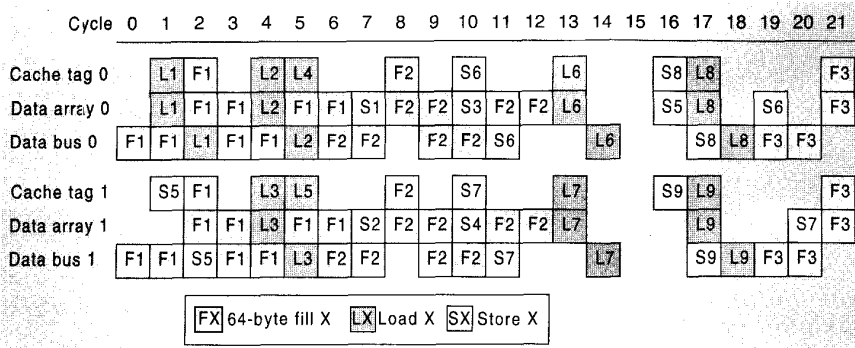 Cycle 0 1 2 3 4 5 6 7 8 9 10 11 12 13 14 15 16 17 18 19 20 21
Cache tag 0 L1 F1 L2 L4 F2 S6 L6 S8 L8 F3
Data array 0 L1 F1 F1 L2 F1 F1 S1 F2 F2 S3 F2 F2 L6 S5 L8 S6 F3
Data bus 0 F1 F1 L1 F1 F1 L2 F2 F2 F2 F2 S6 L6 S8 L8 F3 F3
Cache tag 1 S5 F1 L3 L5 F2 S7 L7 S9 L9 F3
Data array 1 F1 F1 L3 F1 F1 S2 F2 F2 S4 F2 F2 L7 L9 S7 F3
Data bus 1 F1 F1 S5 F1 F1 L3 F2 F2 F2 F2 S7 L7 S9 L9 F3 F3
FX 64-byte fill X LX Load X SX Store X